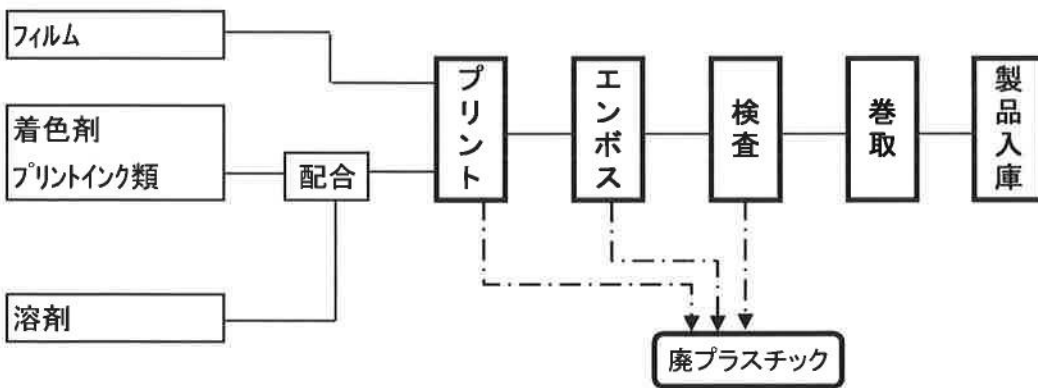 フィルム
着色剤
プリントインク類
配合
溶剤
プリント
エンボス
検査
巻取
製品入庫
廃プラスチック